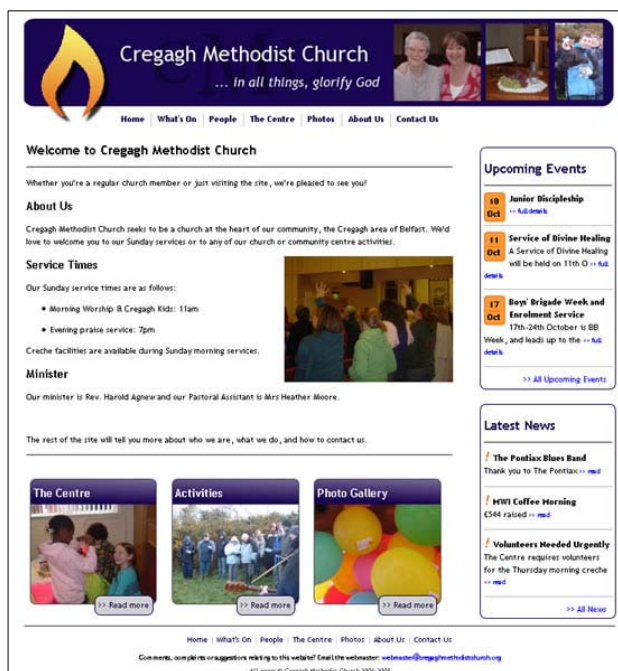 Cregagh Methodist Church
... in all things, glorify God
Home What's On People The Centre Photos About Us Contact Us
Welcome to Cregagh Methodist Church
Whether you're a regular church member or just visiting the site, we're pleased to see you!
About Us
Cregagh Methodist Church seeks to be a church at the heart of our community, the Cregagh area of Belfast. We'd
love to welcome you to our Sunday services or to any of our church or community centre activities.
Service Times
Our Sunday service times are as follows:
• Morning Worship & Cregagh Kids: 11am
• Evening praise service: 7pm
Creche facilities are available during Sunday morning services.
Minister
Our minister is Rev. Harold Agnew and our Pastoral Assistant is Mrs Heather Moore.
The rest of the site will tell you more about who we are, what we do, and how to contact us.
The Centre
>> Read more
Activities
>> Read more
Photo Gallery
>> Read more
Upcoming Events
10 Oct Junior Discipleship
>> full details
11 Oct Service of Divine Healing
A Service of Divine Healing
will be held on 11th O >> full
details
17 Oct Boys' Brigade Week and
Enrolment Service
17th-24th October is BB
Week, and leads up to the >> full
details
>> All Upcoming Events
Latest News
! The Pontiax Blues Band
Thank you to The Pontiax >> read
! MWI Coffee Morning
£544 raised >> read
! Volunteers Needed Urgently
The Centre requires volunteers
for the Thursday morning creche
>> read
>> All News
Home | What's On | People | The Centre | Photos | About Us | Contact Us
Comments, complaints or suggestions relating to this website? Email the webmaster: webmaster@cregaghmethodistchurch.org